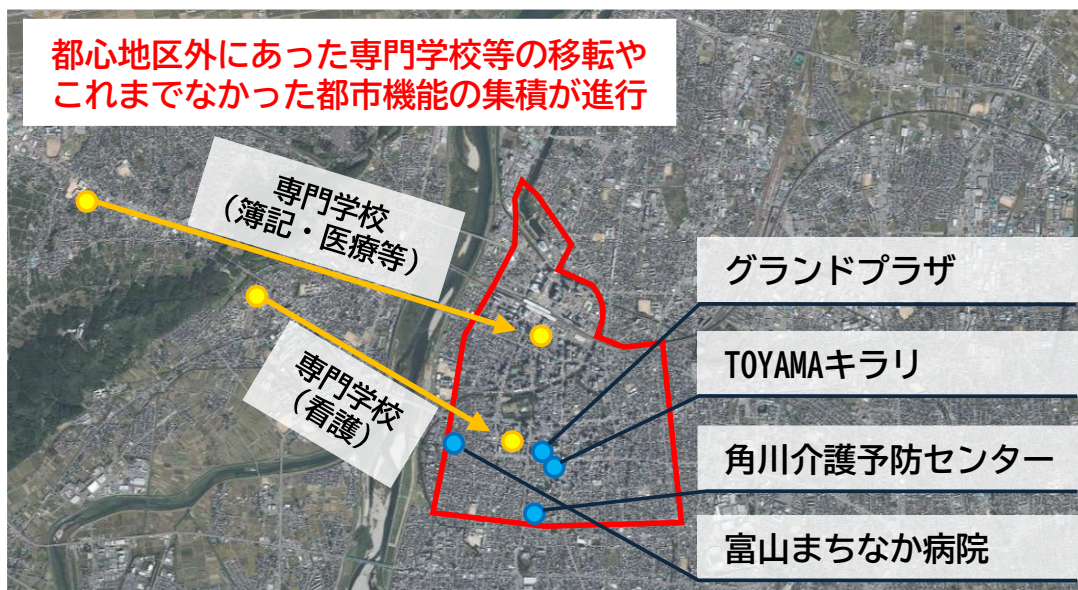 都心地区外にあった専門学校等の移転や
これまでなかった都市機能の集積が進行
専門学校
（簿記・医療等）
専門学校
（看護）
グランドプラザ
TOYAMAキラリ
角川介護予防センター
富山まちなか病院